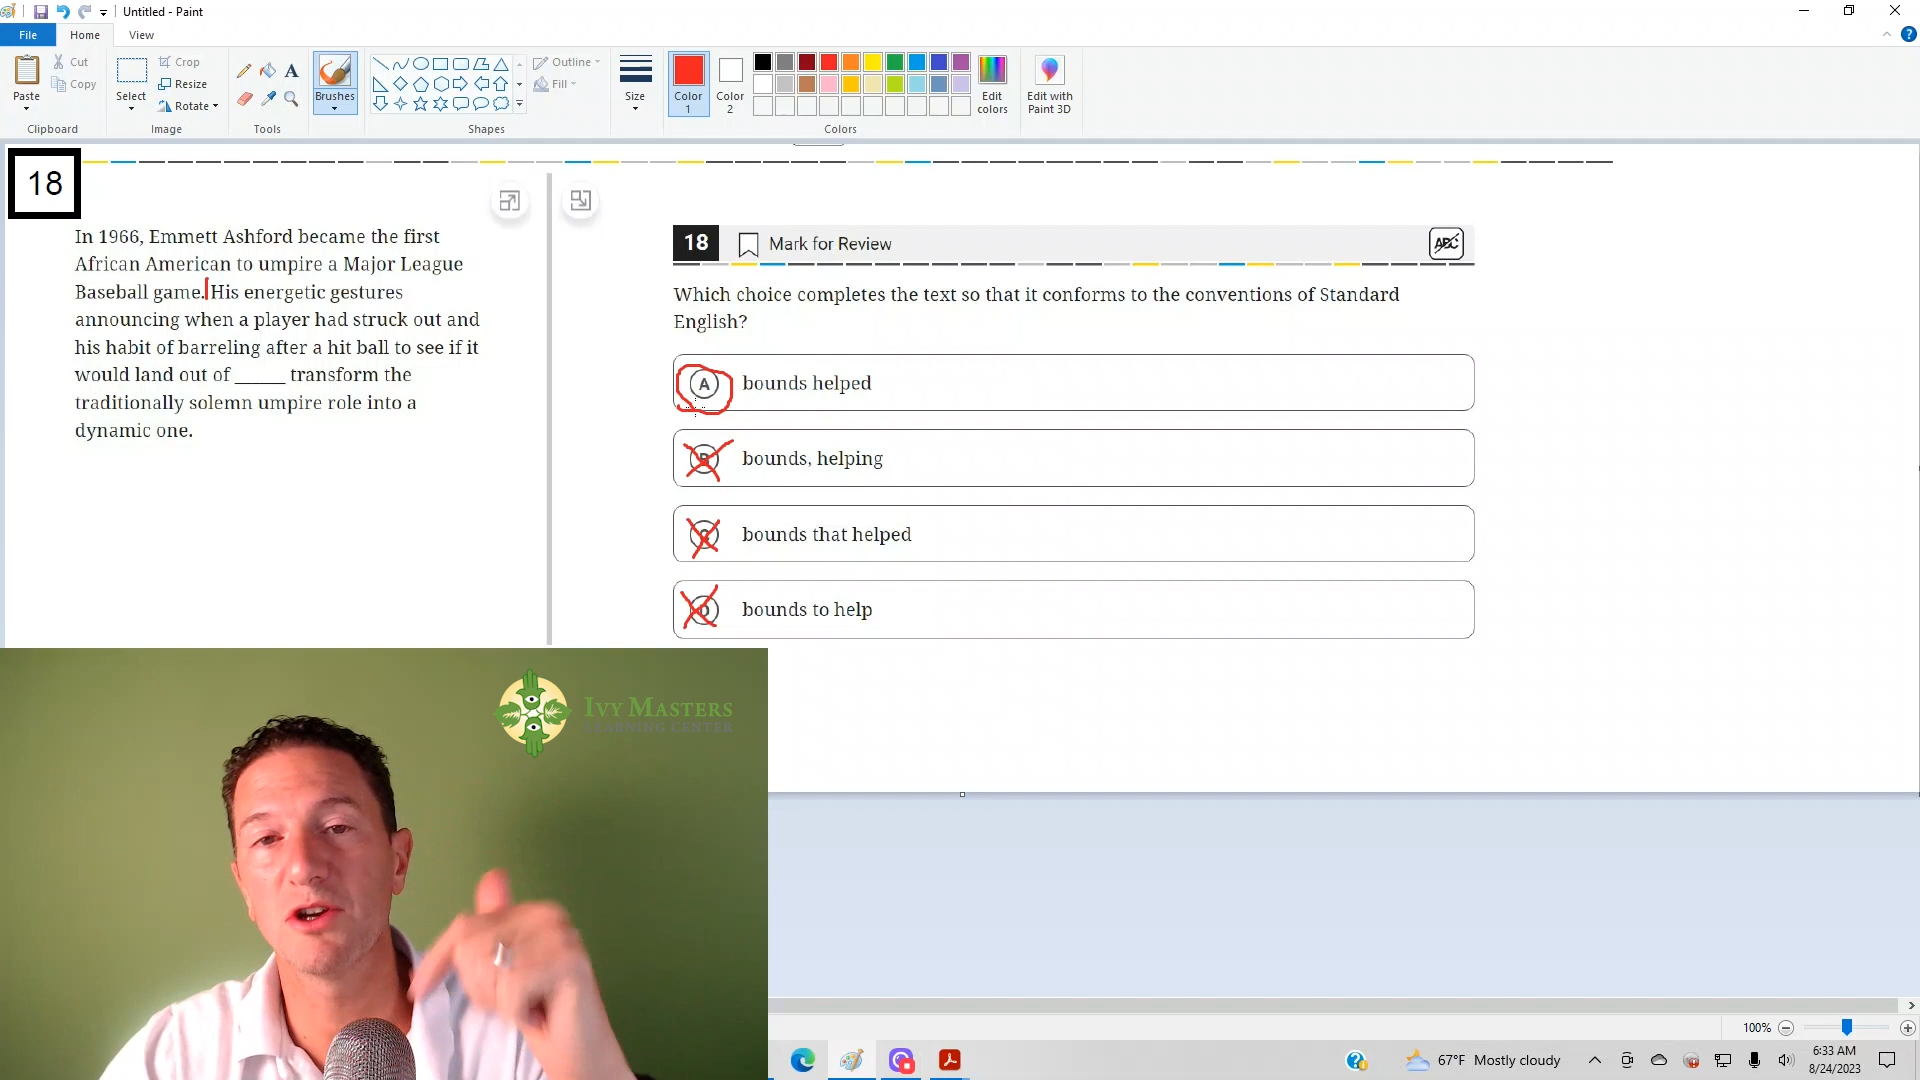 Untitled - Paint
File
Home
View
Paste
Cut
Copy
Clipboard
Select
Crop
Resize
Rotate
Image
A
Tools
Brushes
Outline
Fill
Shapes
Size
Color
1
Color
2
Colors
Edit
colors
Edit with
Paint 3D
18
In 1966, Emmett Ashford became the first
African American to umpire a Major League
Baseball game. His energetic gestures
announcing when a player had struck out and
his habit of barreling after a hit ball to see if it
would land out of ______ transform the
traditionally solemn umpire role into a
dynamic one.
18 Mark for Review ABC
Which choice completes the text so that it conforms to the conventions of Standard
English?
A bounds helped
B bounds, helping
C bounds that helped
D bounds to help
IVY MASTERS
LEARNING CENTER
100%
67°F Mostly cloudy
6:33 AM
8/24/2023